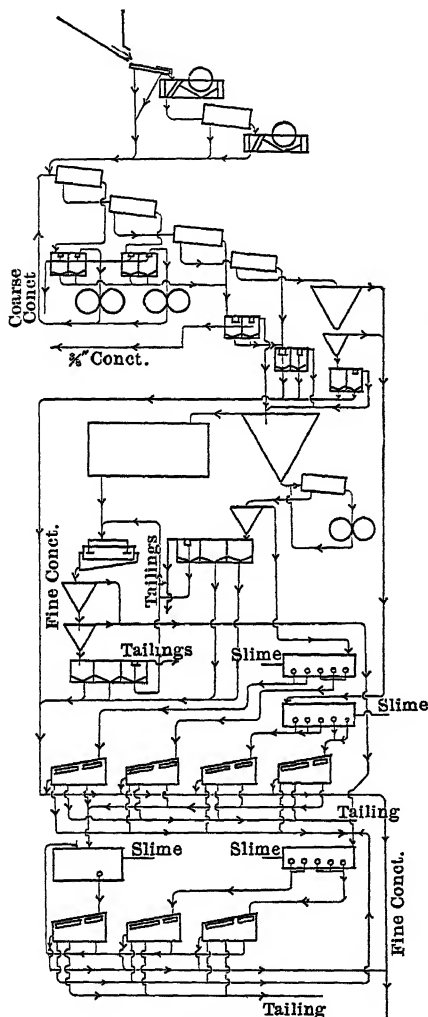 Coarse
Conct
⅜" Conct.
Fine Conct.
Tailings
Tailings
Slime
Slime
Tailing
Slime
Slime
Fine Conct.
Tailing